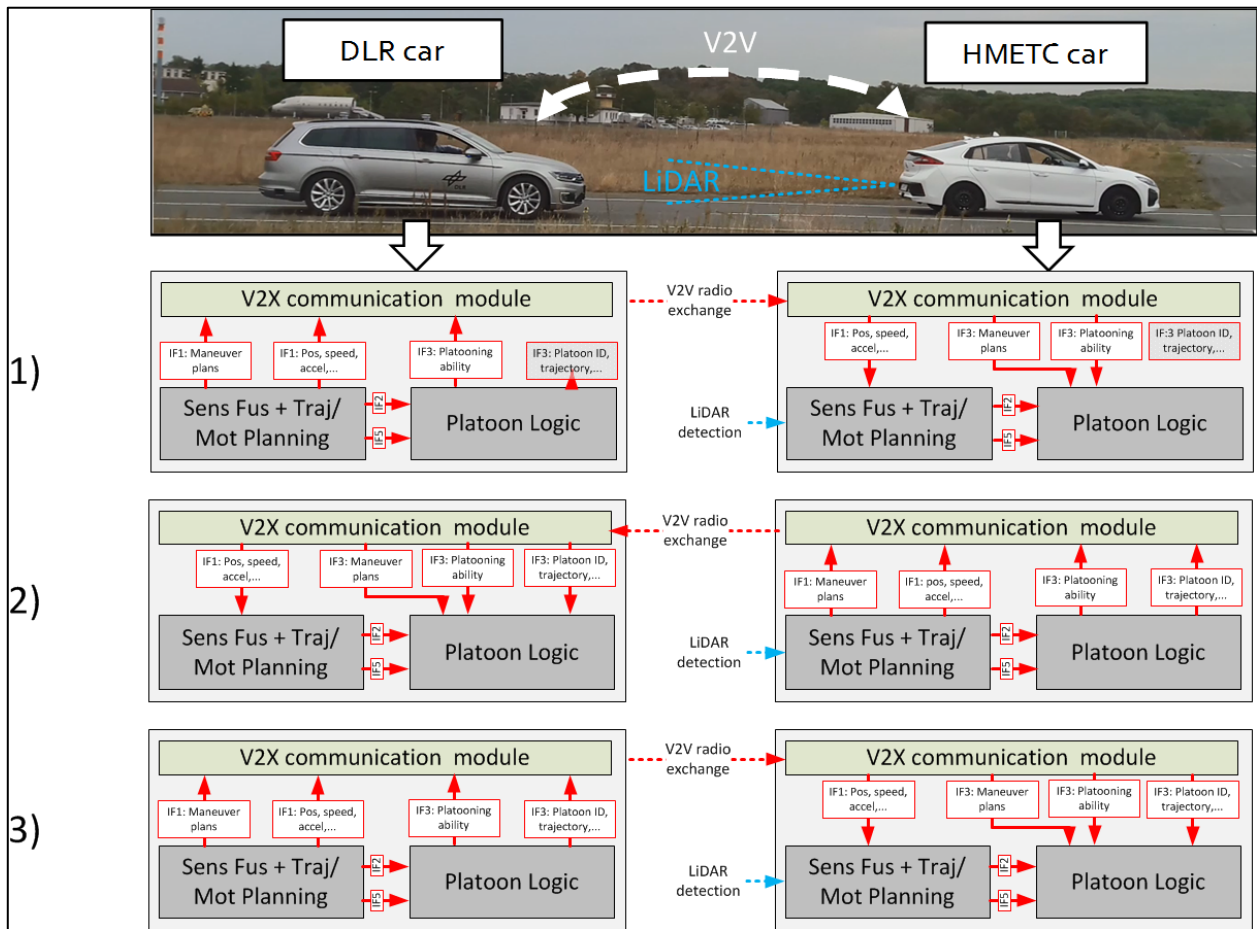 DLR car
V2V
HMETC car
LiDAR
DLR
1)
V2X communication module
IF1: Maneuver
plans
IF1: Pos, speed,
accel,...
IF3: Platooning
ability
IF3: Platoon ID,
trajectory,...
Sens Fus + Traj/
Mot Planning
IF2
IF5
Platoon Logic
V2V radio
exchange
LiDAR
detection
V2X communication module
IF1: Pos, speed,
accel,...
IF3: Maneuver
plans
IF3: Platooning
ability
IF:3 Platoon ID,
trajectory,...
Sens Fus + Traj/
Mot Planning
IF2
IF5
Platoon Logic
2)
V2X communication module
IF1: Pos, speed,
accel,...
IF3: Maneuver
plans
IF3: Platooning
ability
IF3: Platoon ID,
trajectory,...
Sens Fus + Traj/
Mot Planning
IF2
IF5
Platoon Logic
V2V radio
exchange
LiDAR
detection
V2X communication module
IF1: Maneuver
plans
IF1: pos, speed,
accel,...
IF3: Platooning
ability
IF3: Platoon ID,
trajectory,...
Sens Fus + Traj/
Mot Planning
IF2
IF5
Platoon Logic
3)
V2X communication module
IF1: Maneuver
plans
IF1: Pos, speed,
accel,...
IF3: Platooning
ability
IF3: Platoon ID,
trajectory,...
Sens Fus + Traj/
Mot Planning
IF2
IF5
Platoon Logic
V2V radio
exchange
LiDAR
detection
V2X communication module
IF1: Pos, speed,
accel,...
IF3: Maneuver
plans
IF3: Platooning
ability
IF3: Platoon ID,
trajectory,...
Sens Fus + Traj/
Mot Planning
IF2
IF5
Platoon Logic